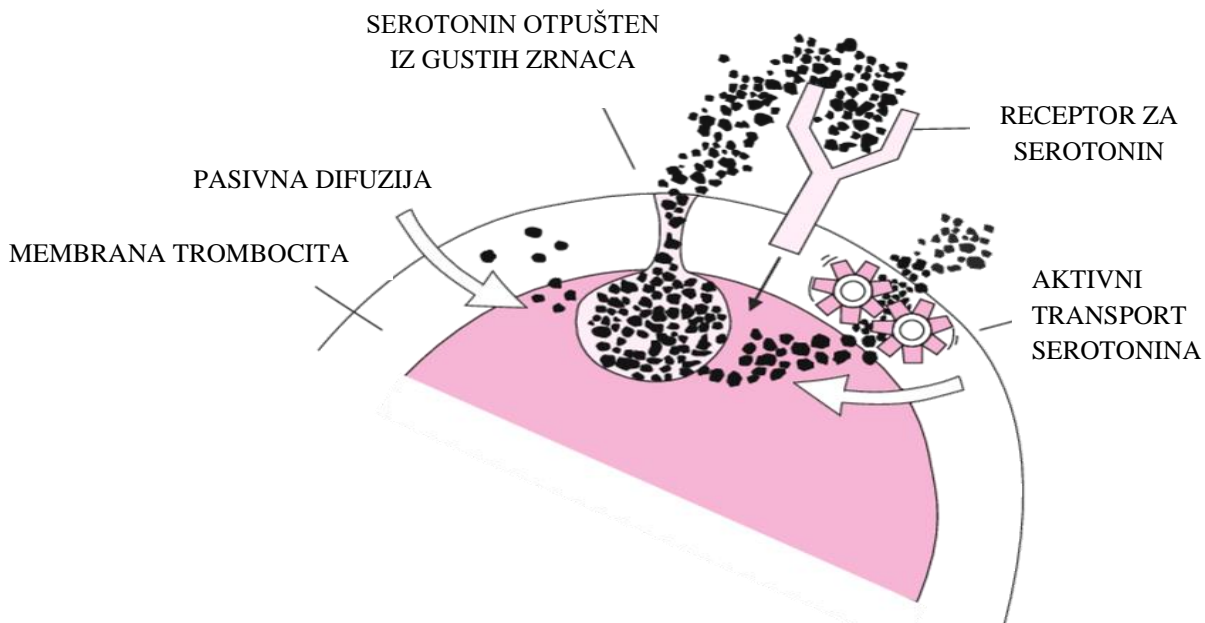 SEROTONIN OTPUŠTEN
IZ GUSTIH ZRNACA
RECEPTOR ZA
SEROTONIN
PASIVNA DIFUZIJA
MEMBRANA TROMBOCITA
AKTIVNI
TRANSPORT
SEROTONINA